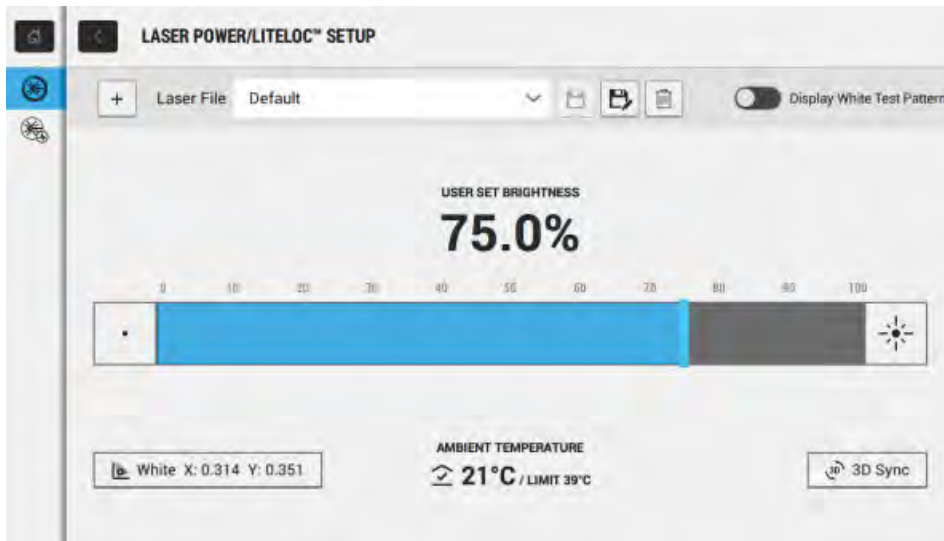 LASER POWER/LITELOC™ SETUP
+ Laser File Default Display White Test Pattern
USER SET BRIGHTNESS
75.0%
0 10 20 30 40 50 60 70 80 90 100
White X: 0.314 Y: 0.351
AMBIENT TEMPERATURE
21°C / LIMIT 39°C
3D 3D Sync